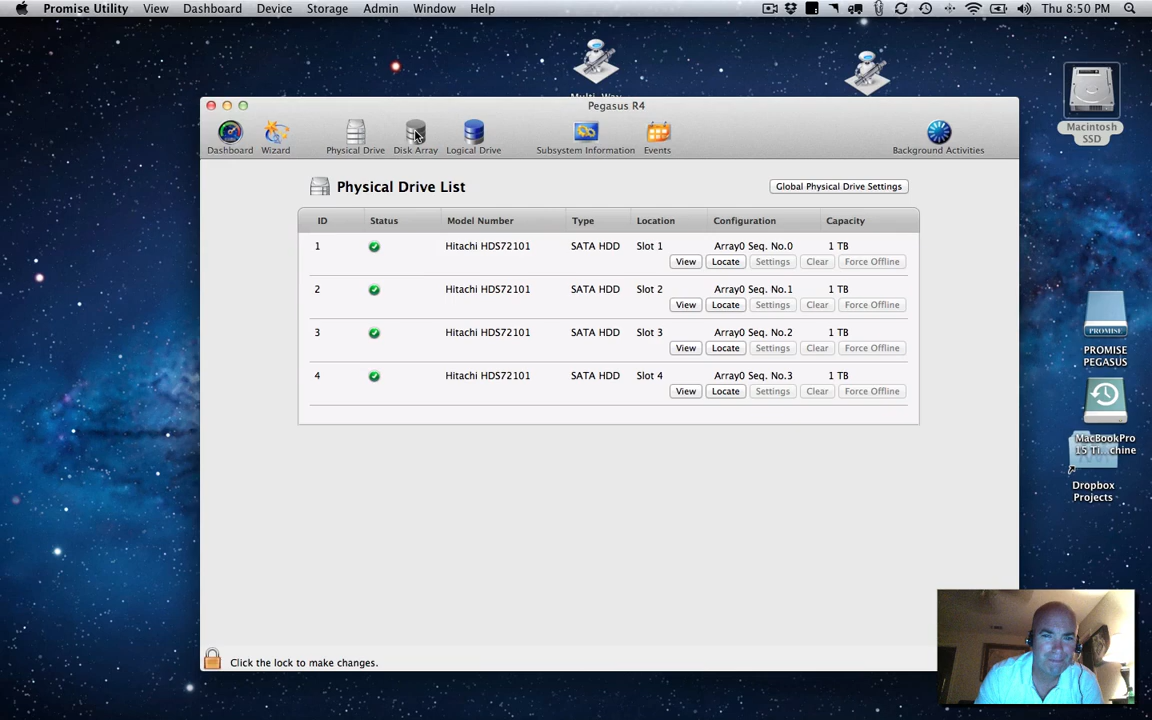 Promise Utility View Dashboard Device Storage Admin Window Help Thu 8:50 PM
Pegasus R4
Dashboard Wizard Physical Drive Disk Array Logical Drive Subsystem Information Events Background Activities
Macintosh
SSD
Physical Drive List Global Physical Drive Settings
ID Status Model Number Type Location Configuration Capacity
1 Hitachi HDS72101 SATA HDD Slot 1 Array0 Seq. No.0 1 TB
View Locate Settings Clear Force Offline
2 Hitachi HDS72101 SATA HDD Slot 2 Array0 Seq. No.1 1 TB
View Locate Settings Clear Force Offline
3 Hitachi HDS72101 SATA HDD Slot 3 Array0 Seq. No.2 1 TB
View Locate Settings Clear Force Offline
4 Hitachi HDS72101 SATA HDD Slot 4 Array0 Seq. No.3 1 TB
View Locate Settings Clear Force Offline
PROMISE
PROMISE
PEGASUS
MacBookPro
15 Ti...chine
Dropbox
Projects
Click the lock to make changes.